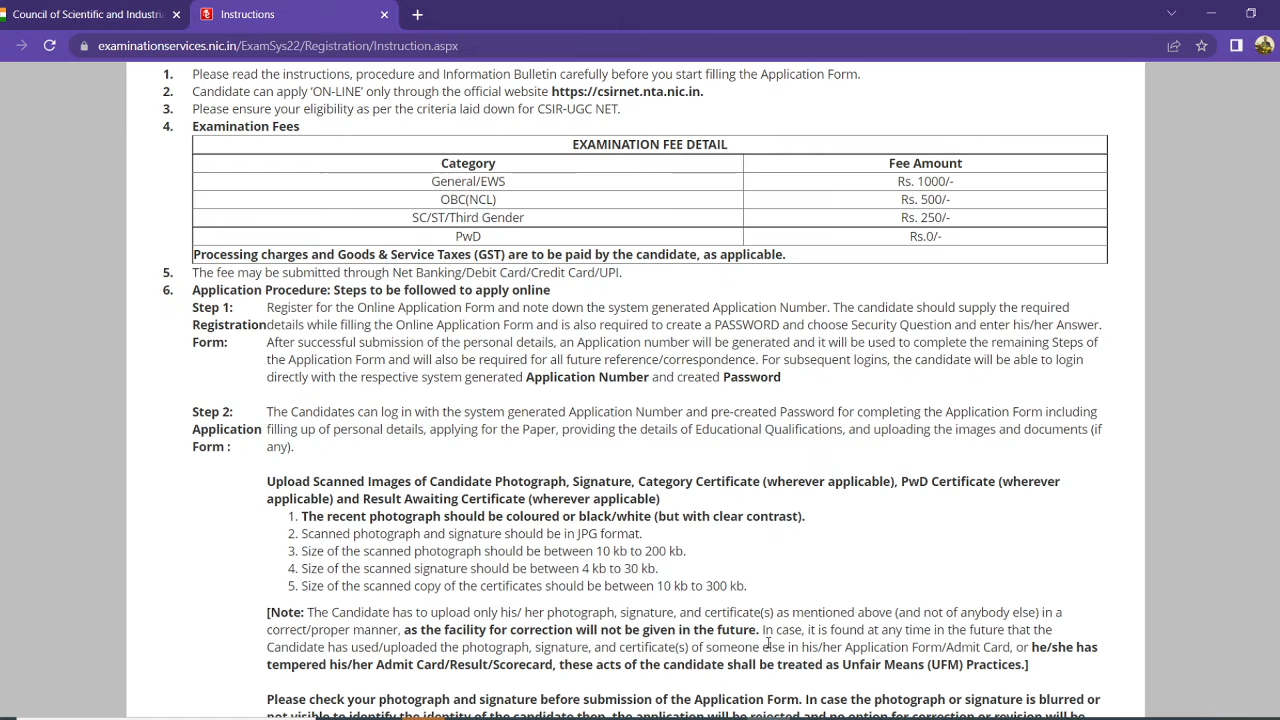 Council of Scientific and Industria
Instructions
examinationservices.nic.in/ExamSys22/Registration/Instruction.aspx
1. Please read the instructions, procedure and Information Bulletin carefully before you start filling the Application Form.
2. Candidate can apply ‘ON-LINE’ only through the official website https://csirnet.nta.nic.in.
3. Please ensure your eligibility as per the criteria laid down for CSIR-UGC NET.
4. Examination Fees
EXAMINATION FEE DETAIL
Category Fee Amount
General/EWS Rs. 1000/-
OBC(NCL) Rs. 500/-
SC/ST/Third Gender Rs. 250/-
PwD Rs.0/-
Processing charges and Goods & Service Taxes (GST) are to be paid by the candidate, as applicable.
5. The fee may be submitted through Net Banking/Debit Card/Credit Card/UPI.
6. Application Procedure: Steps to be followed to apply online
Step 1: Register for the Online Application Form and note down the system generated Application Number. The candidate should supply the required
Registration details while filling the Online Application Form and is also required to create a PASSWORD and choose Security Question and enter his/her Answer.
Form: After successful submission of the personal details, an Application number will be generated and it will be used to complete the remaining Steps of
the Application Form and will also be required for all future reference/correspondence. For subsequent logins, the candidate will be able to login
directly with the respective system generated Application Number and created Password
Step 2: The Candidates can log in with the system generated Application Number and pre-created Password for completing the Application Form including
Application filling up of personal details, applying for the Paper, providing the details of Educational Qualifications, and uploading the images and documents (if
Form : any).
Upload Scanned Images of Candidate Photograph, Signature, Category Certificate (wherever applicable), PwD Certificate (wherever
applicable) and Result Awaiting Certificate (wherever applicable)
1. The recent photograph should be coloured or black/white (but with clear contrast).
2. Scanned photograph and signature should be in JPG format.
3. Size of the scanned photograph should be between 10 kb to 200 kb.
4. Size of the scanned signature should be between 4 kb to 30 kb.
5. Size of the scanned copy of the certificates should be between 10 kb to 300 kb.
[Note: The Candidate has to upload only his/ her photograph, signature, and certificate(s) as mentioned above (and not of anybody else) in a
correct/proper manner, as the facility for correction will not be given in the future. In case, it is found at any time in the future that the
Candidate has used/uploaded the photograph, signature, and certificate(s) of someone else in his/her Application Form/Admit Card, or he/she has
tempered his/her Admit Card/Result/Scorecard, these acts of the candidate shall be treated as Unfair Means (UFM) Practices.]
Please check your photograph and signature before submission of the Application Form. In case the photograph or signature is blurred or
not visible to identify the identity of the candidate then, the application will be rejected and no option for correction or revision will be